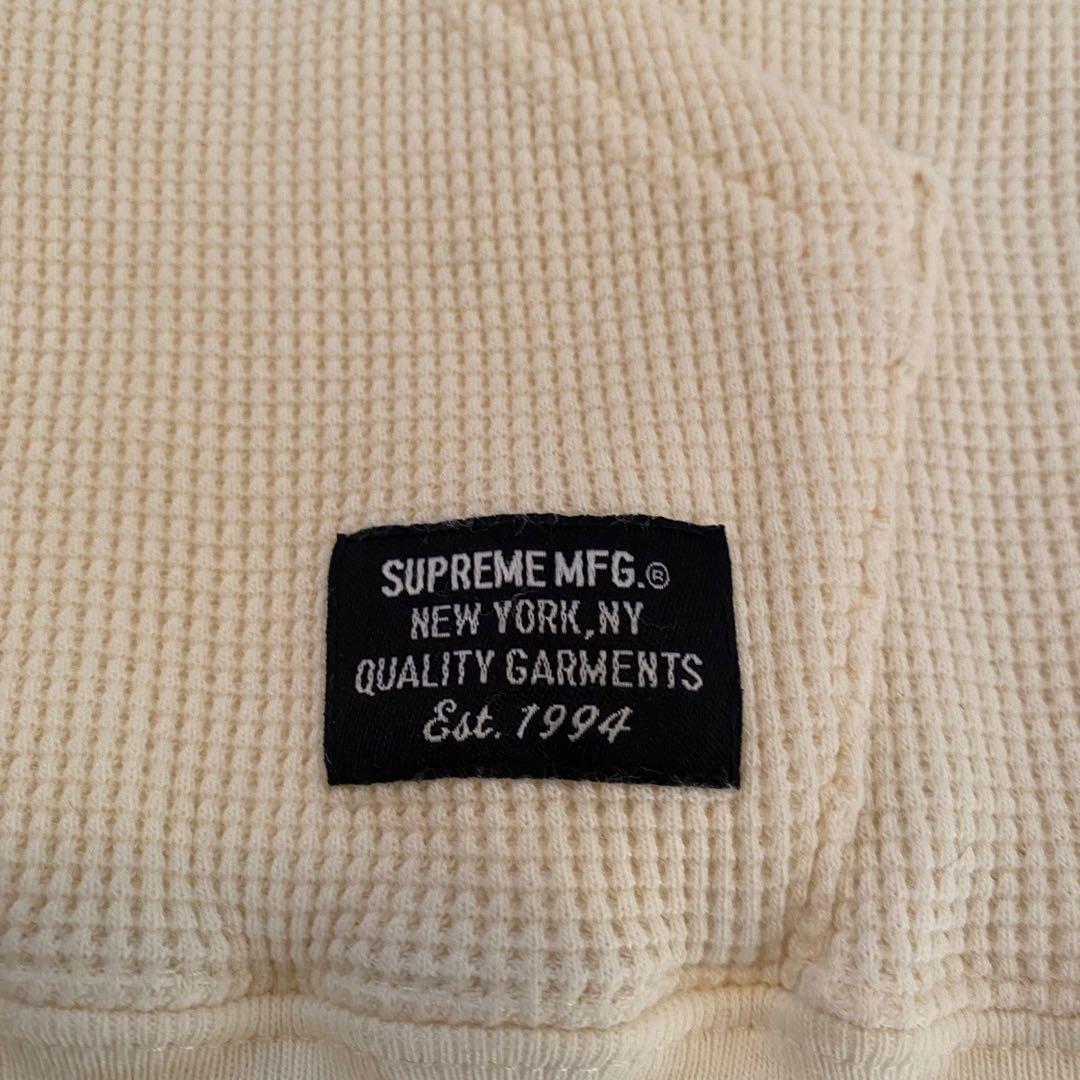 SUPREME MFG.®
NEW YORK, NY
QUALITY GARMENTS
Est. 1994